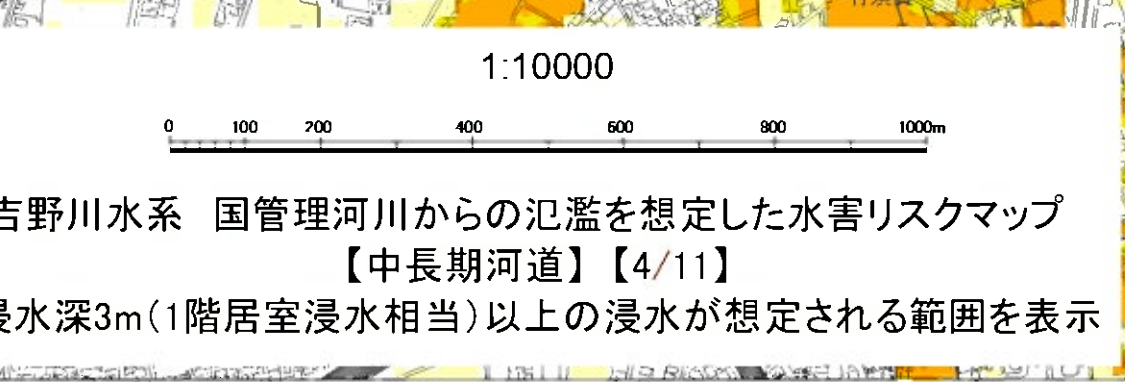 1:10000
0 100 200 400 600 800 1000m
吉野川水系　国管理河川からの氾濫を想定した水害リスクマップ
【中長期河道】【4/11】
浸水深3m（1階居室浸水相当）以上の浸水が想定される範囲を表示